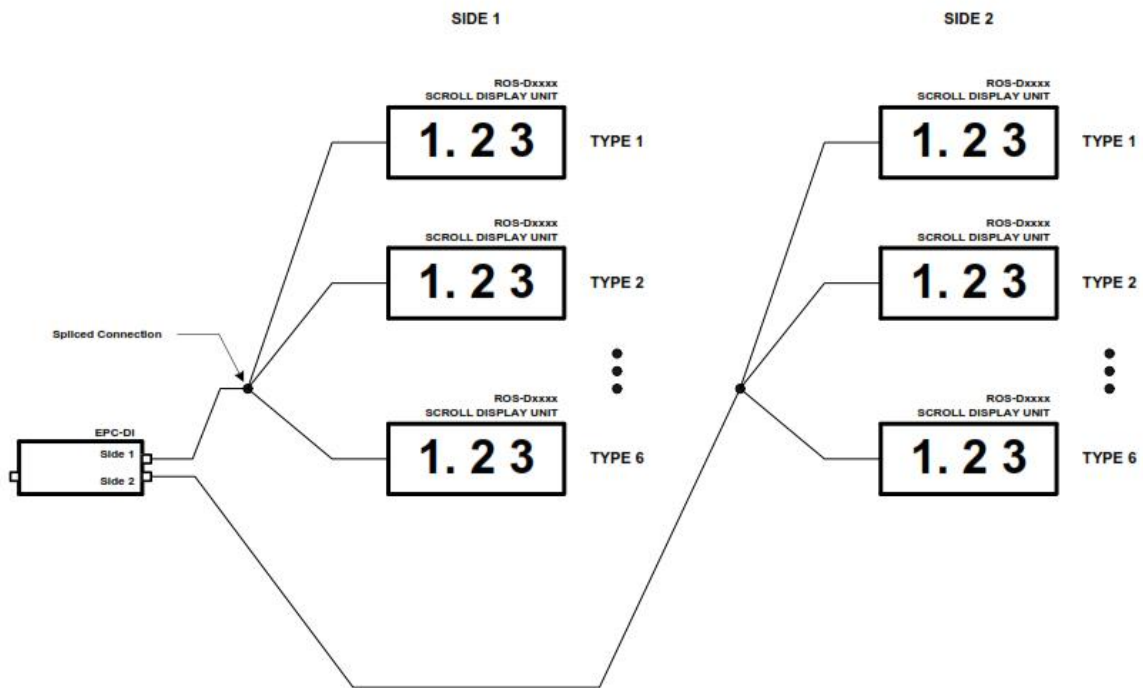 SIDE 1
SIDE 2
ROS-Dxxxx
SCROLL DISPLAY UNIT
1. 2 3
TYPE 1
ROS-Dxxxx
SCROLL DISPLAY UNIT
1. 2 3
TYPE 1
ROS-Dxxxx
SCROLL DISPLAY UNIT
1. 2 3
TYPE 2
ROS-Dxxxx
SCROLL DISPLAY UNIT
1. 2 3
TYPE 2
Spliced Connection
ROS-Dxxxx
SCROLL DISPLAY UNIT
1. 2 3
TYPE 6
ROS-Dxxxx
SCROLL DISPLAY UNIT
1. 2 3
TYPE 6
EPC-DI
Side 1
Side 2